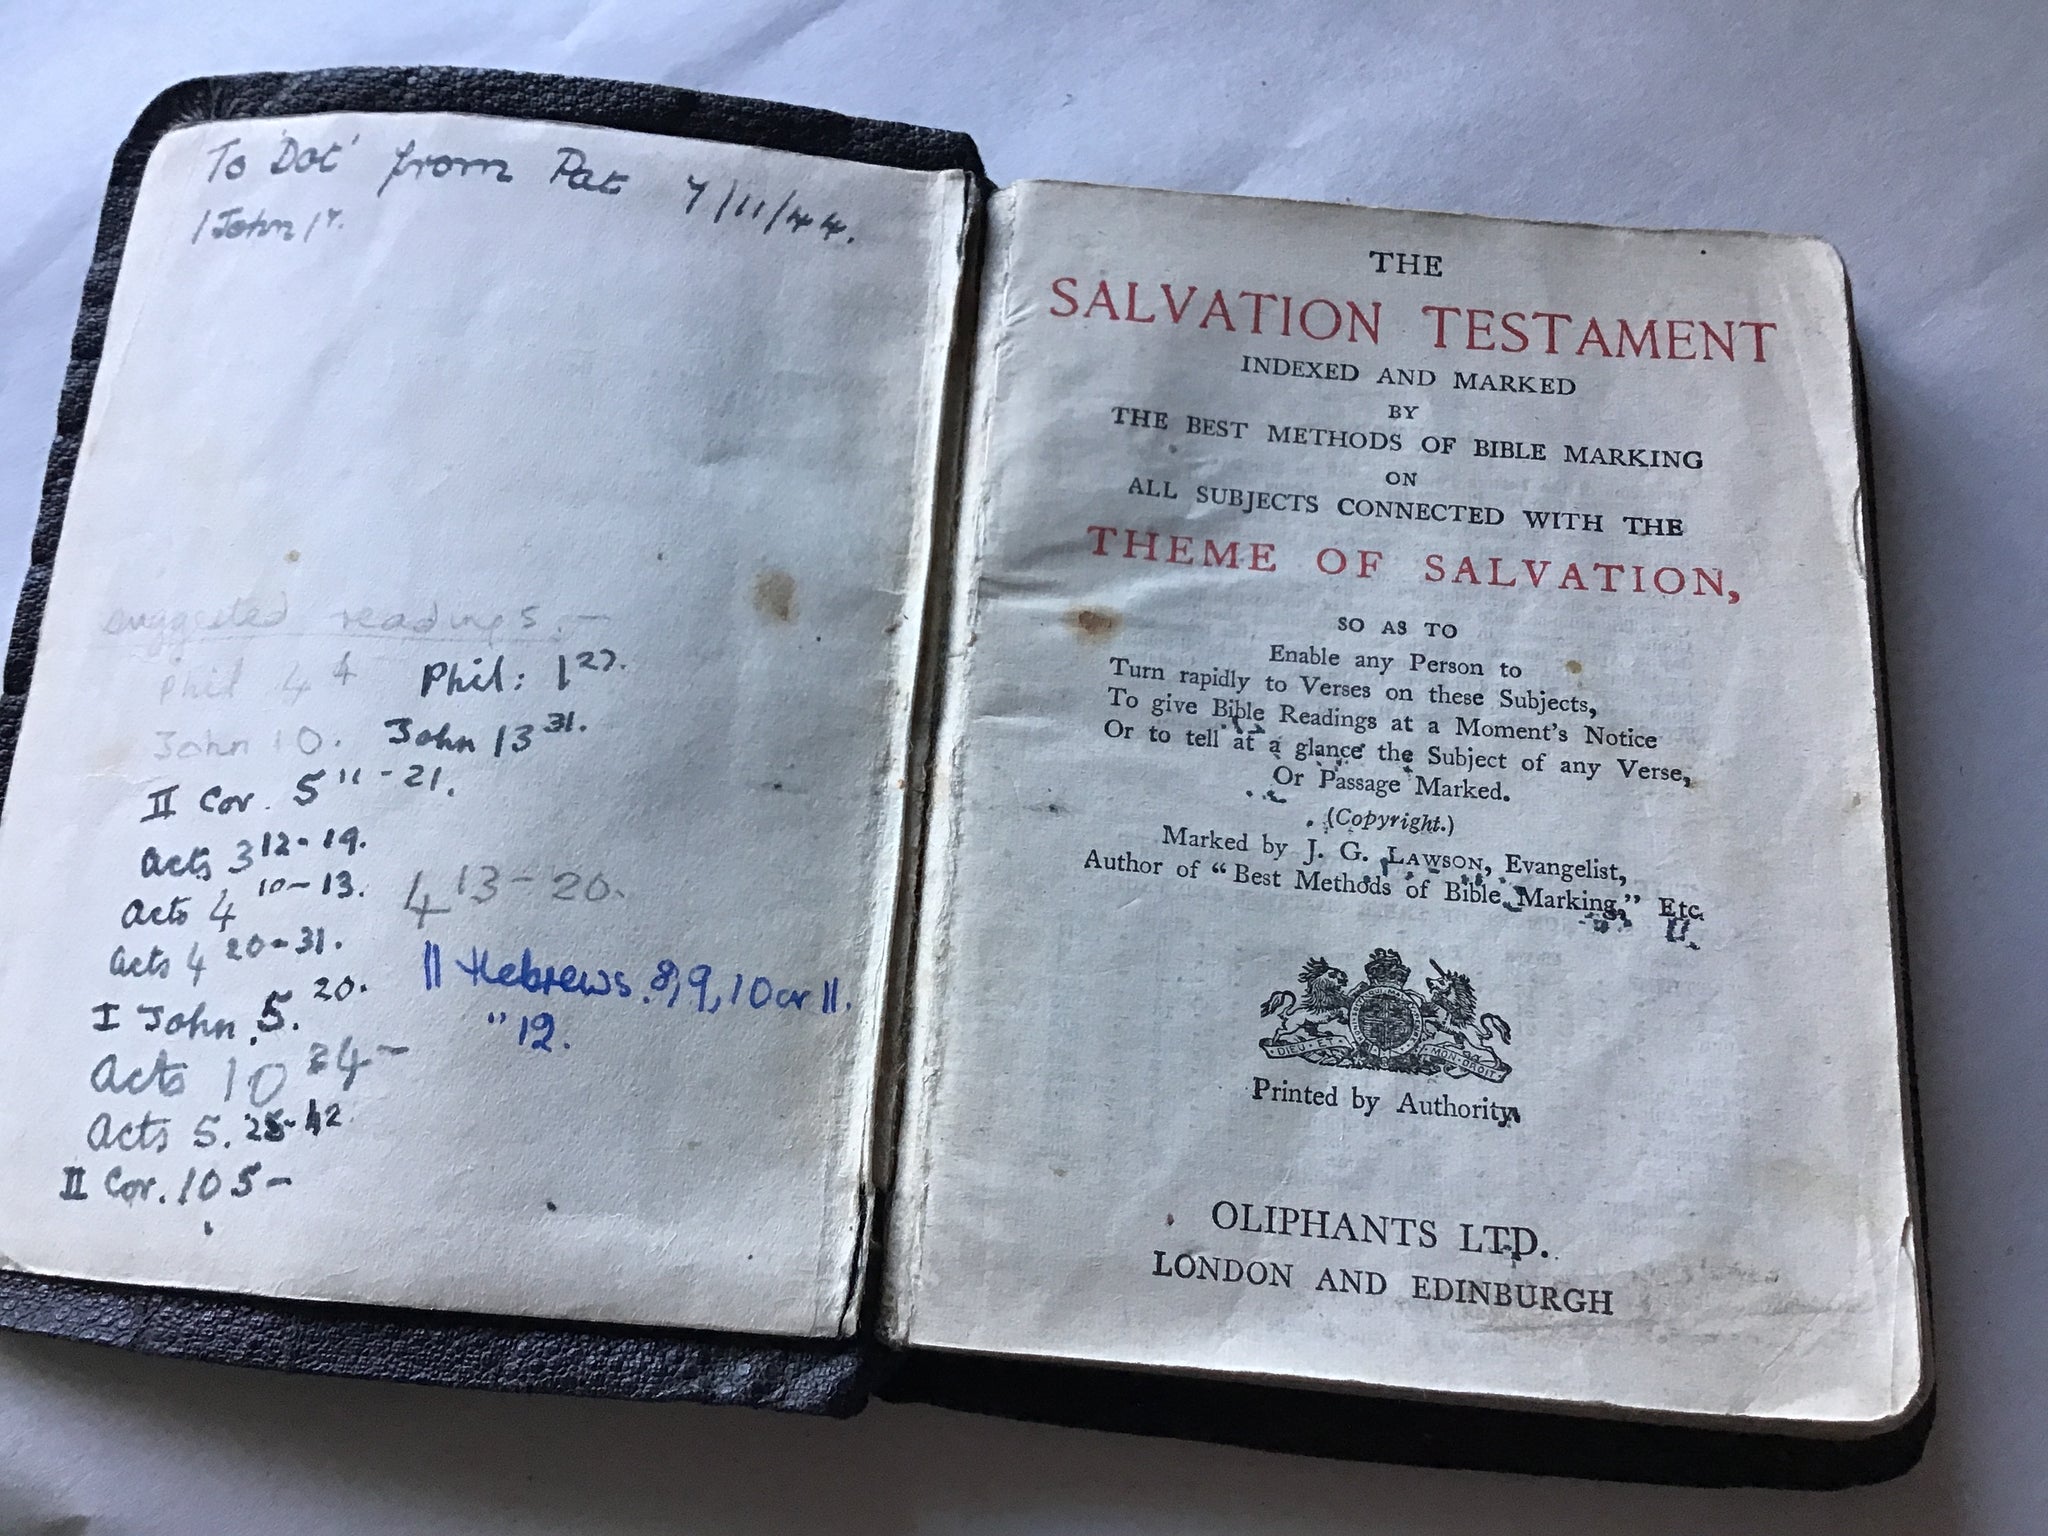 To 'Dot' from Pat 7/11/44.
1 John 1⁷.
suggested readings. —
Phil 4⁴ Phil: 1²⁷.
John 10. John 13³¹.
II Cor. 5¹¹⁻²¹.
Acts 3¹²⁻¹⁹.
Acts 4¹⁰⁻¹³. 4¹³⁻²⁰.
Acts 4²⁰⁻³¹.
I John. 5.²⁰.
Acts 10³⁴⁻
Acts 5.
II Cor. 10 5 —
|| Hebrews. 8, 9, 10 or 11.
" 12.
THE
SALVATION TESTAMENT
INDEXED AND MARKED
BY
THE BEST METHODS OF BIBLE MARKING
ON
ALL SUBJECTS CONNECTED WITH THE
THEME OF SALVATION,
SO AS TO
Enable any Person to
Turn rapidly to Verses on these Subjects,
To give Bible Readings at a Moment's Notice
Or to tell at a glance the Subject of any Verse,
Or Passage Marked.
(Copyright.)
Marked by J. G. LAWSON, Evangelist,
Author of "Best Methods of Bible Marking," Etc.
DIEU ET MON DROIT
Printed by Authority.
OLIPHANTS LTD.
LONDON AND EDINBURGH